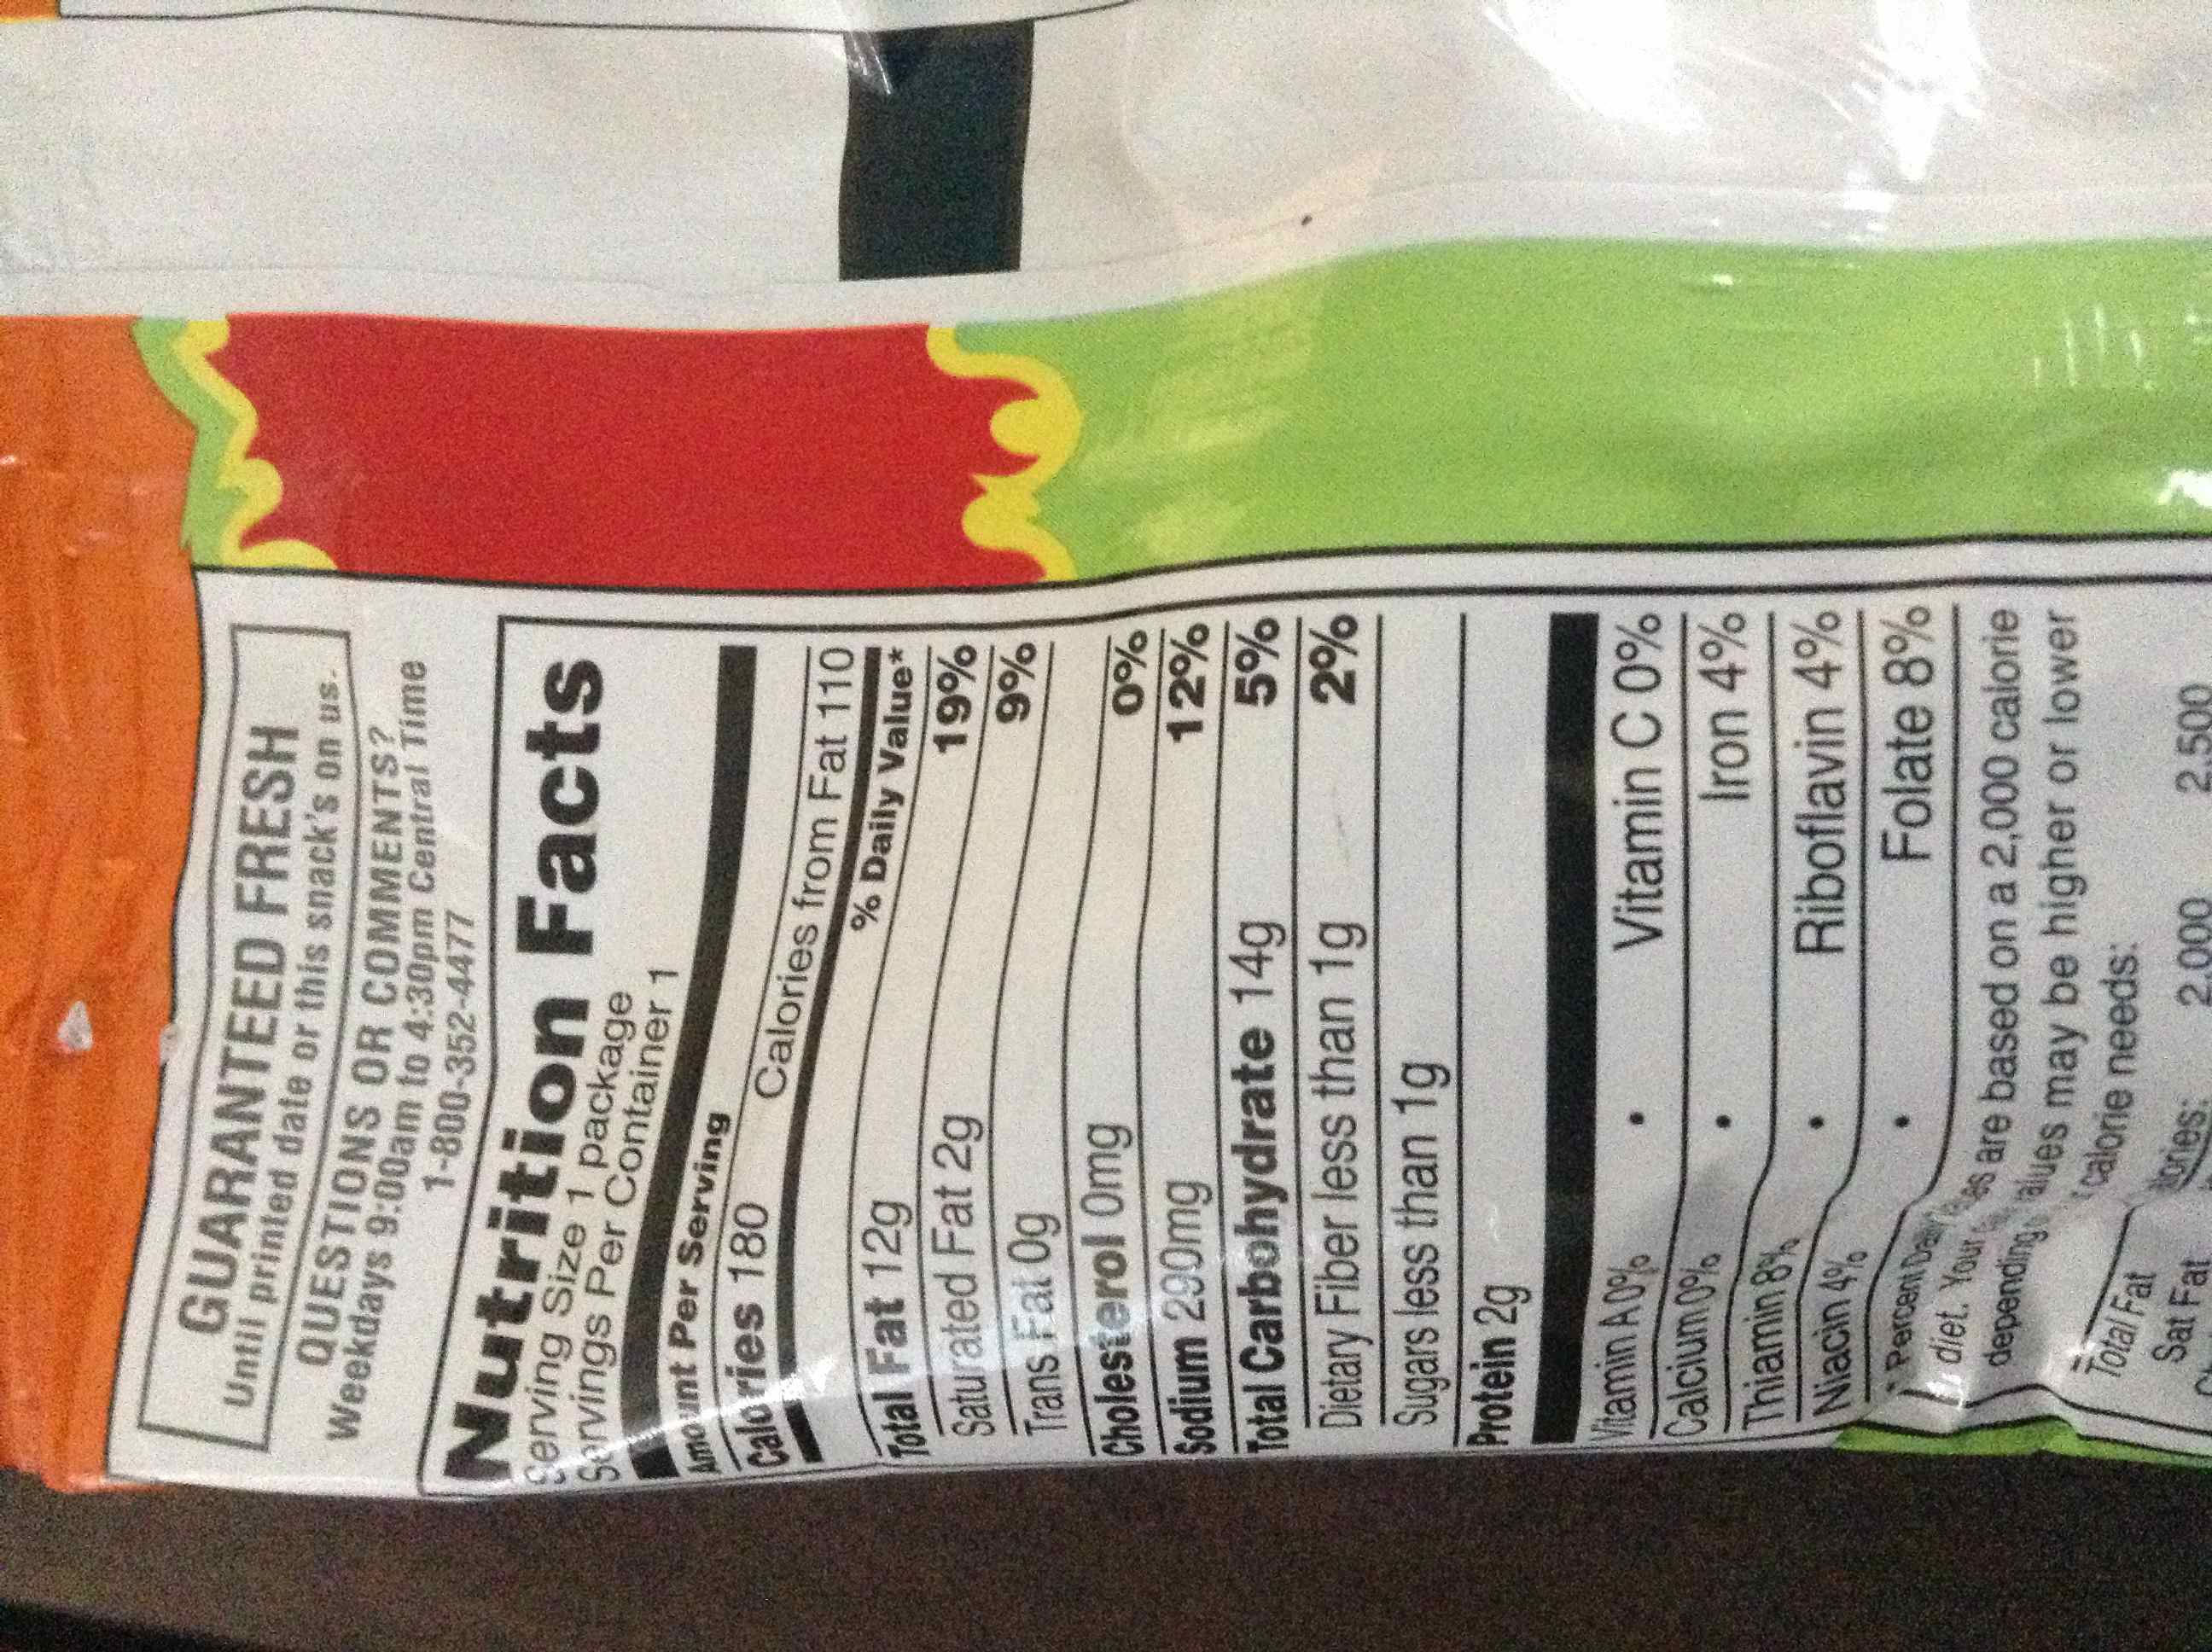 GUARANTEED FRESH
Until printed date or this snack's on us.
QUESTIONS OR COMMENTS?
Weekdays 9:00am to 4:30pm Central Time
1-800-352-4477
Nutrition Facts
Serving Size 1 package
Servings Per Container 1
Amount Per Serving
Calories 180 Calories from Fat 110
% Daily Value*
Total Fat 12g 19%
Saturated Fat 2g 9%
Trans Fat 0g
Cholesterol 0mg 0%
Sodium 290mg 12%
Total Carbohydrate 14g 5%
Dietary Fiber less than 1g 2%
Sugars less than 1g
Protein 2g
Vitamin A 0% • Vitamin C 0%
Calcium 0% • Iron 4%
Thiamin 8% • Riboflavin 4%
Niacin 4% • Folate 8%
* Percent Daily Values are based on a 2,000 calorie
diet. Your values may be higher or lower
depending calorie needs:
Calories: 2,000 2,500
Total Fat
Sat Fat